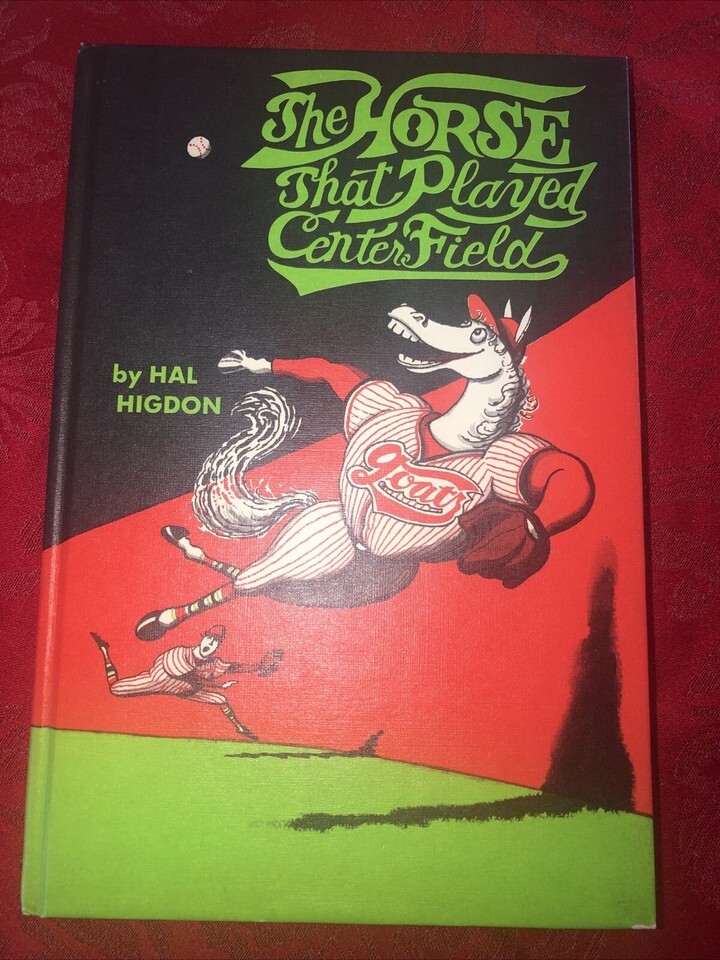 The HORSE
That Played
Center Field
by HAL
HIGDON
goats